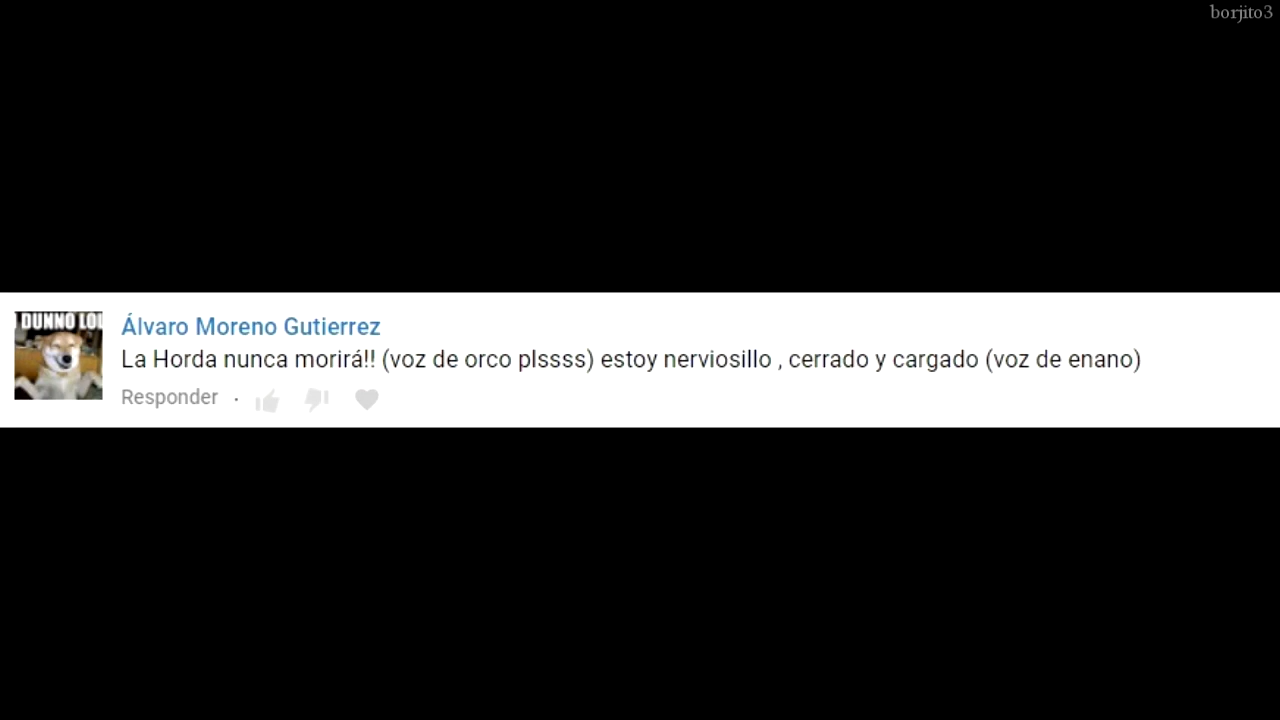 borjito3
DUNNO LOL
Álvaro Moreno Gutierrez
La Horda nunca morirá!! (voz de orco plssss) estoy nerviosillo , cerrado y cargado (voz de enano)
Responder ·